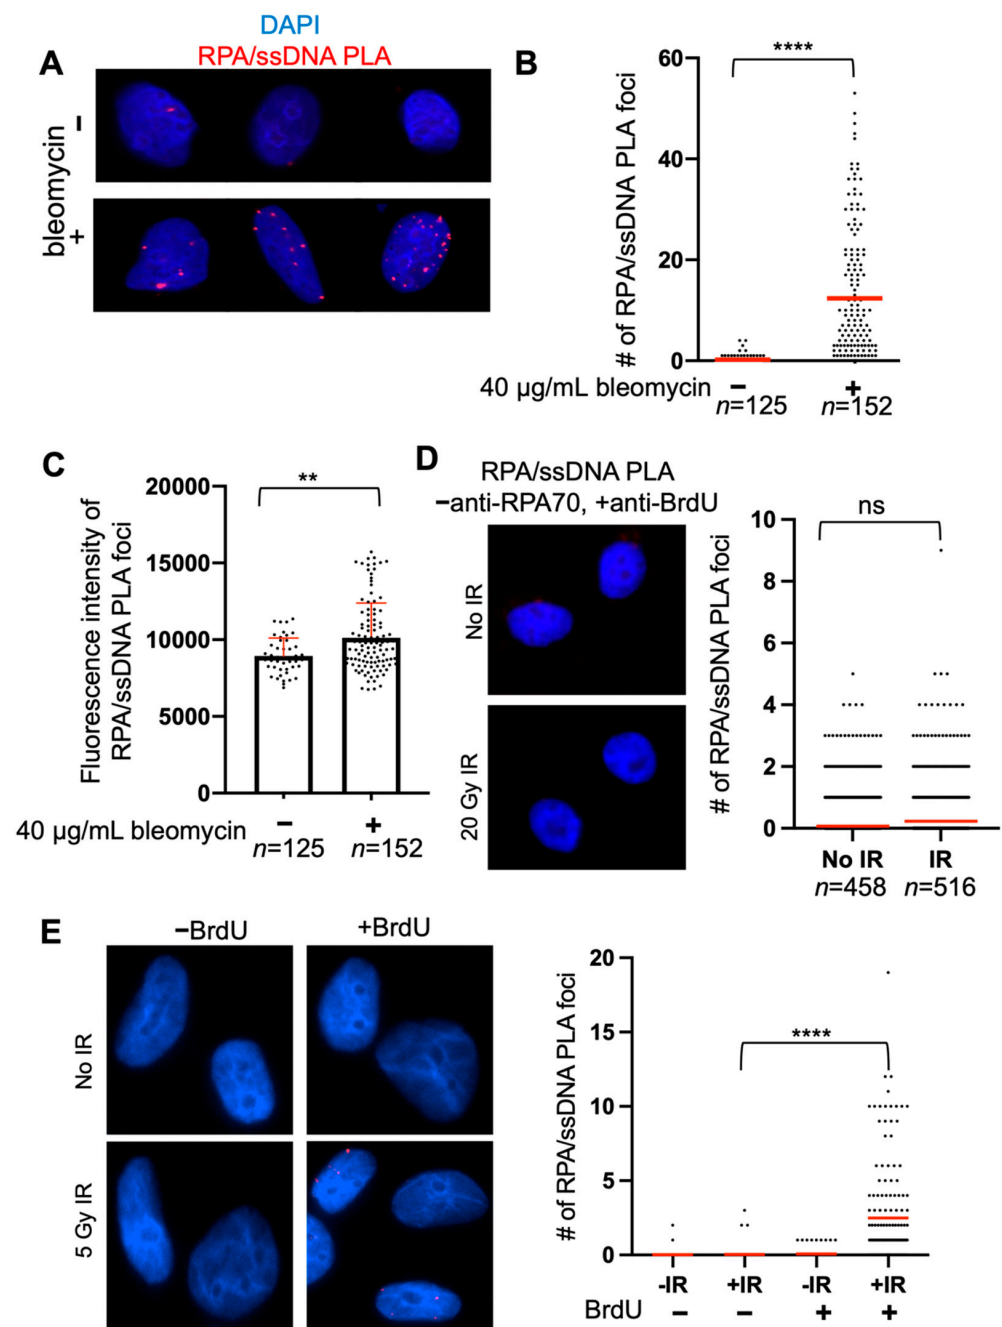 A
DAPI
RPA/ssDNA PLA
bleomycin
−
+
B
# of RPA/ssDNA PLA foci
60
40
20
0
****
40 µg/mL bleomycin − +
n=125 n=152
C
Fluorescence intensity of
RPA/ssDNA PLA foci
20000
15000
10000
5000
0
**
40 µg/mL bleomycin − +
n=125 n=152
D
RPA/ssDNA PLA
−anti-RPA70, +anti-BrdU
No IR
20 Gy IR
# of RPA/ssDNA PLA foci
10
8
6
4
2
0
ns
No IR IR
n=458 n=516
E
−BrdU +BrdU
No IR
5 Gy IR
# of RPA/ssDNA PLA foci
20
15
10
5
0
****
-IR +IR -IR +IR
BrdU − − + +